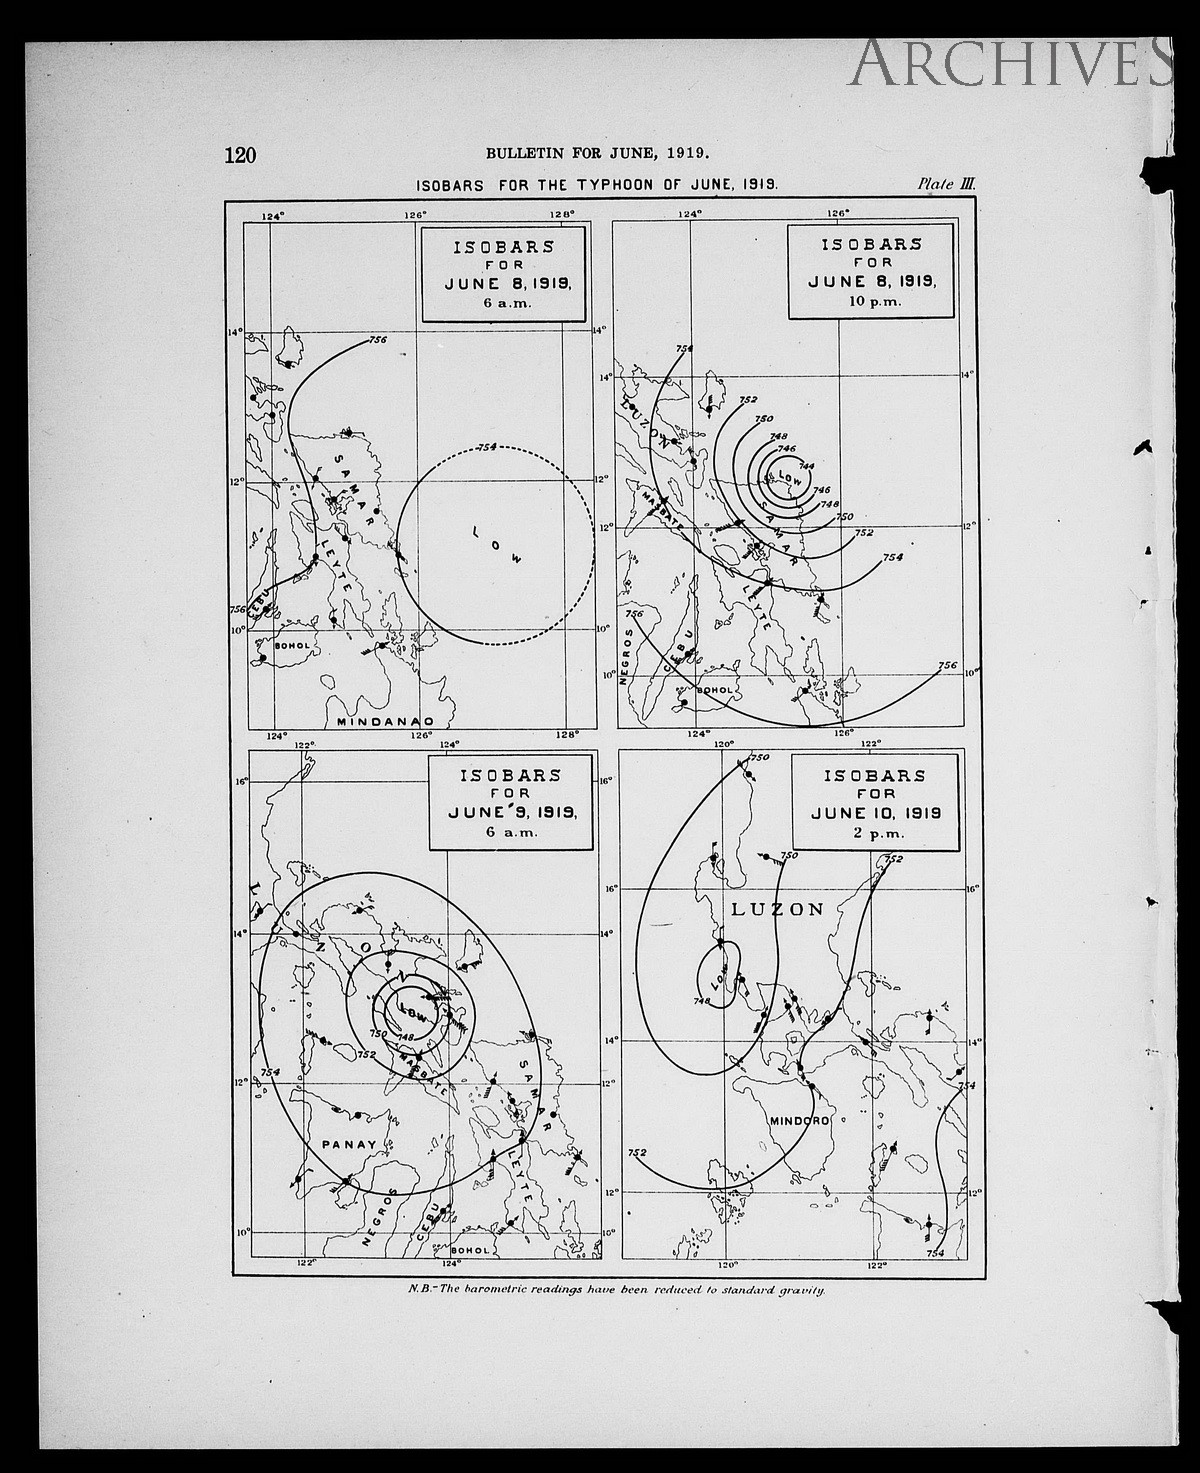 ARCHIVES
120
BULLETIN FOR JUNE, 1919.
ISOBARS FOR THE TYPHOON OF JUNE, 1919.
Plate III.
124° 126° 128°
ISOBARS
FOR
JUNE 8, 1919,
6 a.m.
14°
14°
756
754
12°
12°
SAMAR
LOW
LEYTE
756
CEBU
10°
10°
BOHOL
MINDANAO
124° 126° 128°
124° 126°
ISOBARS
FOR
JUNE 8, 1919,
10 p.m.
754
14°
14°
752
LUZON
750
748
746
744
LOW
746
748
MASBATE
750
SAMAR
12°
12°
752
754
LEYTE
756
NEGROS
CEBU
756
10°
10°
BOHOL
124° 126°
122° 124°
ISOBARS
FOR
JUNE 9, 1919,
6 a.m.
16°
16°
LUZON
14°
14°
LOW
750
748
752
MASBATE
754
SAMAR
12°
12°
PANAY
LEYTE
NEGROS
CEBU
10°
10°
BOHOL
122° 124°
120° 122°
750
ISOBARS
FOR
JUNE 10, 1919
2 p.m.
750
752
16°
16°
LUZON
LOW
748
14°
14°
754
MINDORO
752
12°
12°
754
120° 122°
N.B.-The barometric readings have been reduced to standard gravity.